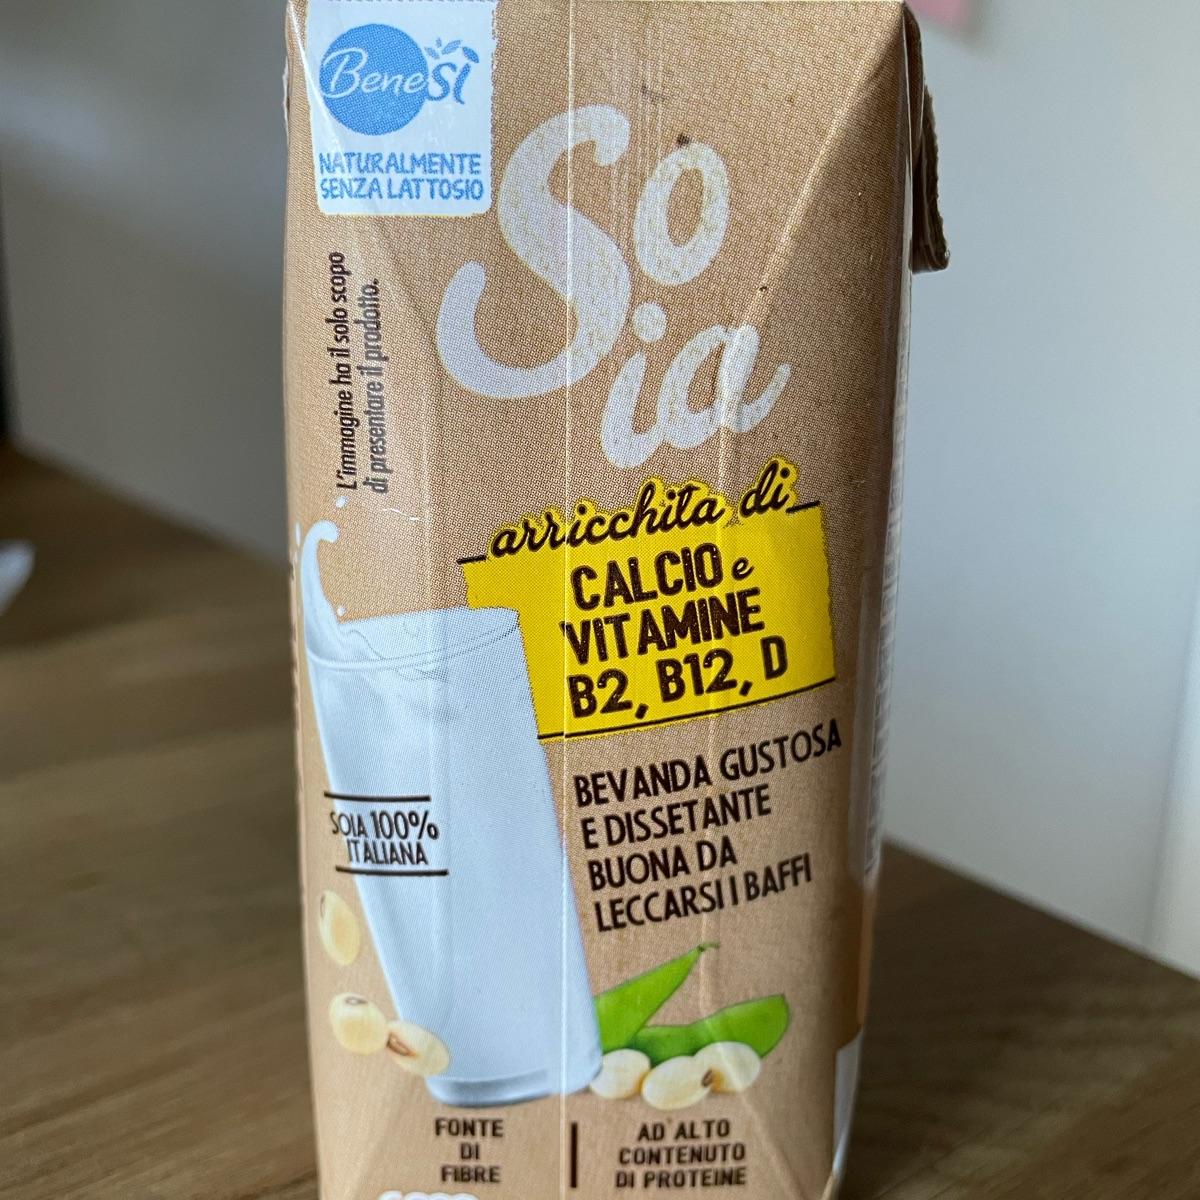 BeneSì
NATURALMENTE
SENZA LATTOSIO
So
ia
L'immagine ha il solo scopo
di presentare il prodotto.
arricchita di
CALCIO e
VITAMINE
B2, B12, D
BEVANDA GUSTOSA
E DISSETANTE
BUONA DA
LECCARSI I BAFFI
SOIA 100%
ITALIANA
FONTE
DI
FIBRE
AD ALTO
CONTENUTO
DI PROTEINE